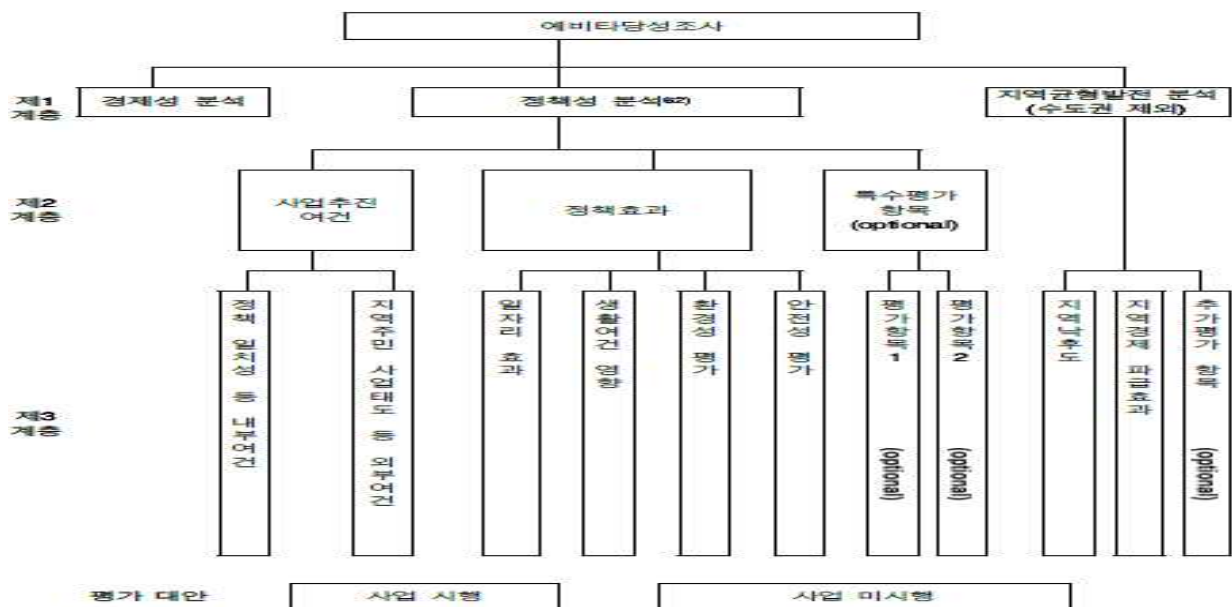 예비타당성조사
제1
계층
경제성 분석
정책성 분석62)
지역균형발전 분석
(수도권 제외)
제2
계층
사업추진
여건
정책효과
특수평가
항목
(optional)
제3
계층
정책 일치성 등 내부여건
지역주민 사업태도 등 외부여건
일자리 효과
생활여건 영향
환경성 평가
안전성 평가
평가항목1 (optional)
평가항목2 (optional)
지역낙후도
지역경제 파급효과
추가평가 항목 (optional)
평가 대안
사업 시행
사업 미시행